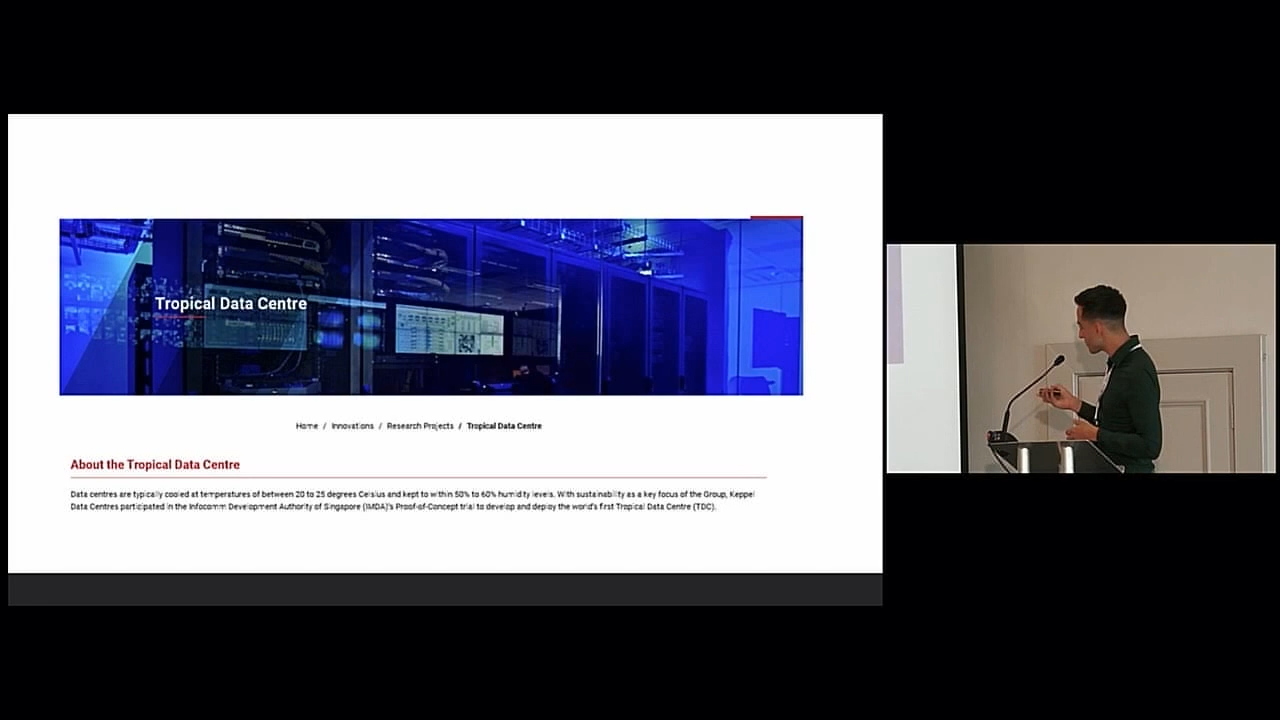 Tropical Data Centre
Home / Innovations / Research Projects / Tropical Data Centre
About the Tropical Data Centre
Data centres are typically cooled at temperatures of between 20 to 25 degrees Celsius and kept to within 50% to 60% humidity levels. With sustainability as a key focus of the Group, Keppel
Data Centres participated in the Infocomm Development Authority of Singapore (IMDA)'s Proof-of-Concept trial to develop and deploy the world's first Tropical Data Centre (TDC).